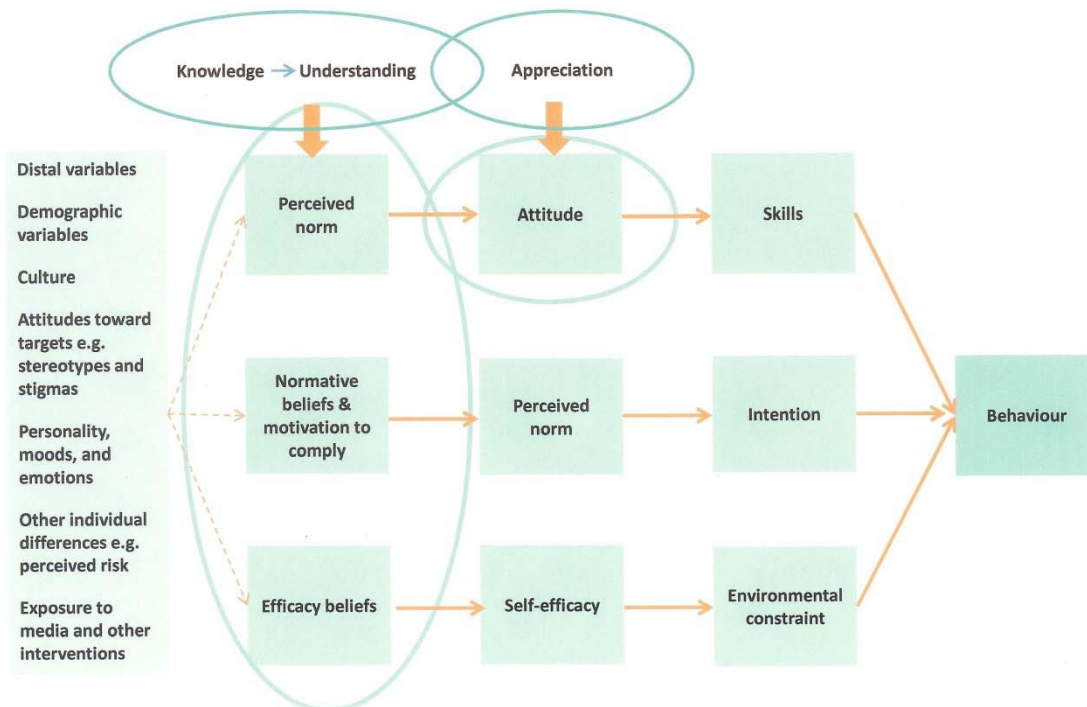 Knowledge → Understanding
Appreciation
Distal variables
Demographic
variables
Culture
Attitudes toward
targets e.g.
stereotypes and
stigmas
Personality,
moods, and
emotions
Other individual
differences e.g.
perceived risk
Exposure to
media and other
interventions
Perceived
norm
Attitude
Skills
Normative
beliefs &
motivation to
comply
Perceived
norm
Intention
Behaviour
Efficacy beliefs
Self-efficacy
Environmental
constraint